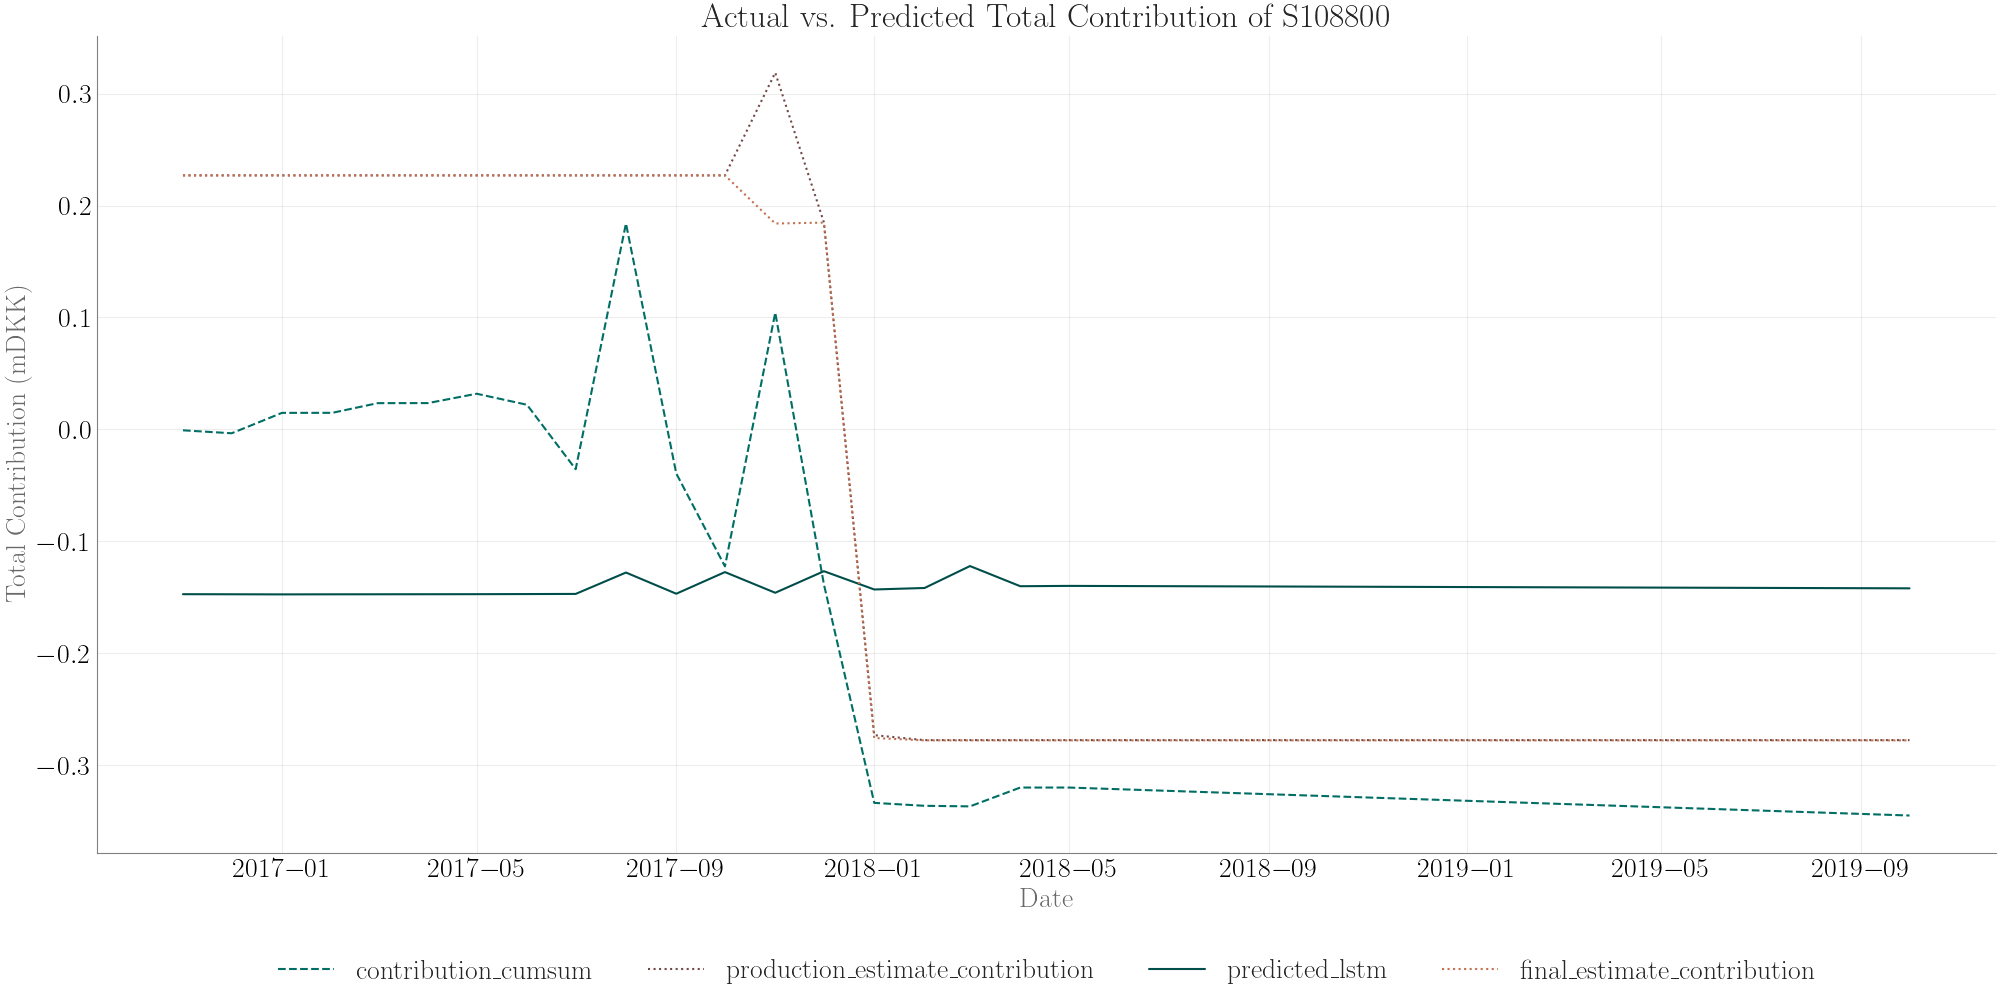 Actual vs. Predicted Total Contribution of S108800
Total Contribution (mDKK)
0.3
0.2
0.1
0.0
−0.1
−0.2
−0.3
2017−01 2017−05 2017−09 2018−01 2018−05 2018−09 2019−01 2019−05 2019−09
Date
contribution_cumsum production_estimate_contribution predicted_lstm final_estimate_contribution